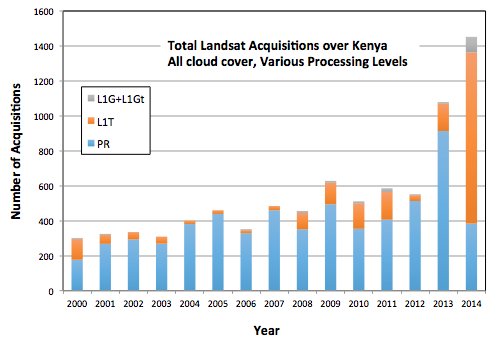 Total Landsat Acquisitions over Kenya
All cloud cover, Various Processing Levels
Number of Acquisitions
1600
1400
1200
1000
800
600
400
200
0
L1G+L1Gt
L1T
PR
2000 2001 2002 2003 2004 2005 2006 2007 2008 2009 2010 2011 2012 2013 2014
Year